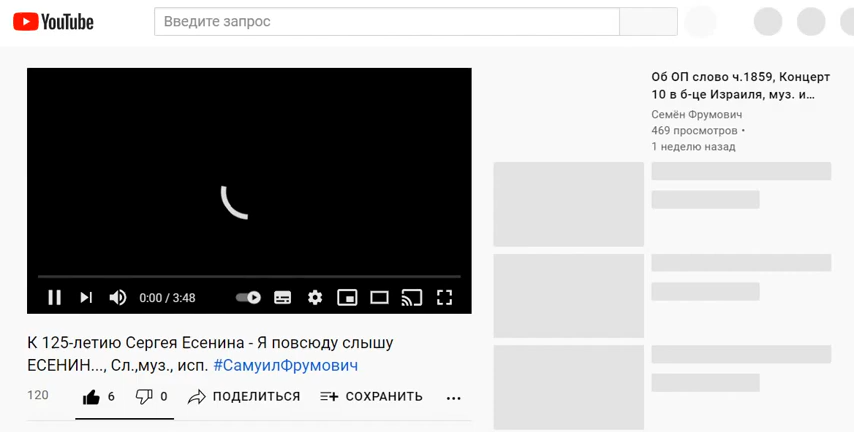 YouTube
Введите запрос
Об ОП слово ч.1859, Концерт
10 в б-це Израиля, муз. и...
Семён Фрумович
469 просмотров •
1 неделю назад
0:00 / 3:48
К 125-летию Сергея Есенина - Я повсюду слышу
ЕСЕНИН..., Сл.,муз., исп. #СамуилФрумович
120
6
0
ПОДЕЛИТЬСЯ
СОХРАНИТЬ